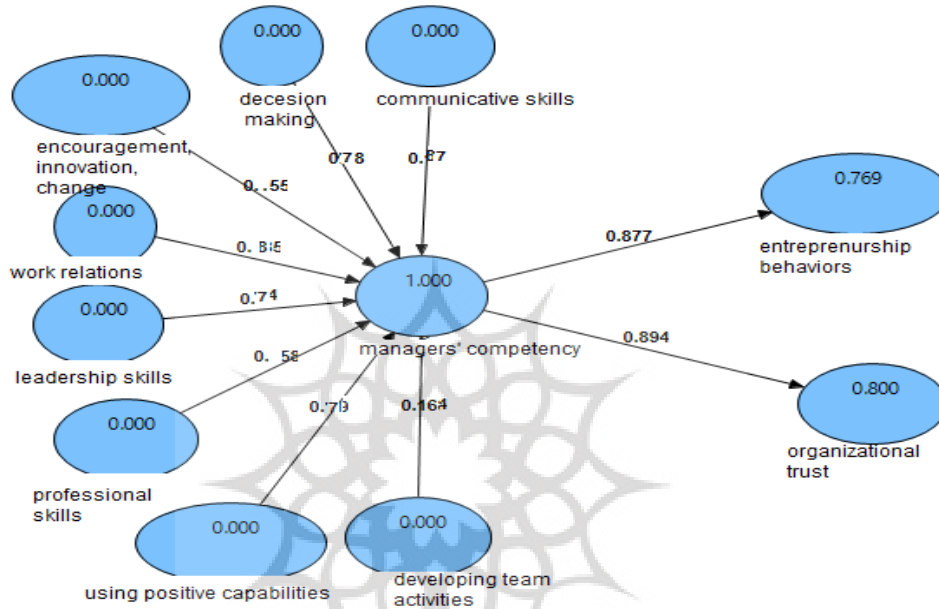 0.000
decesion
making
0.000
communicative skills
0.000
encouragement,
innovation,
change
0.000
work relations
0.000
leadership skills
0.000
professional
skills
0.000
using positive capabilities
0.000
developing team
activities
0.74
1.000
managers' competency
0.877
0.769
entreprenurship
behaviors
0.894
0.800
organizational
trust